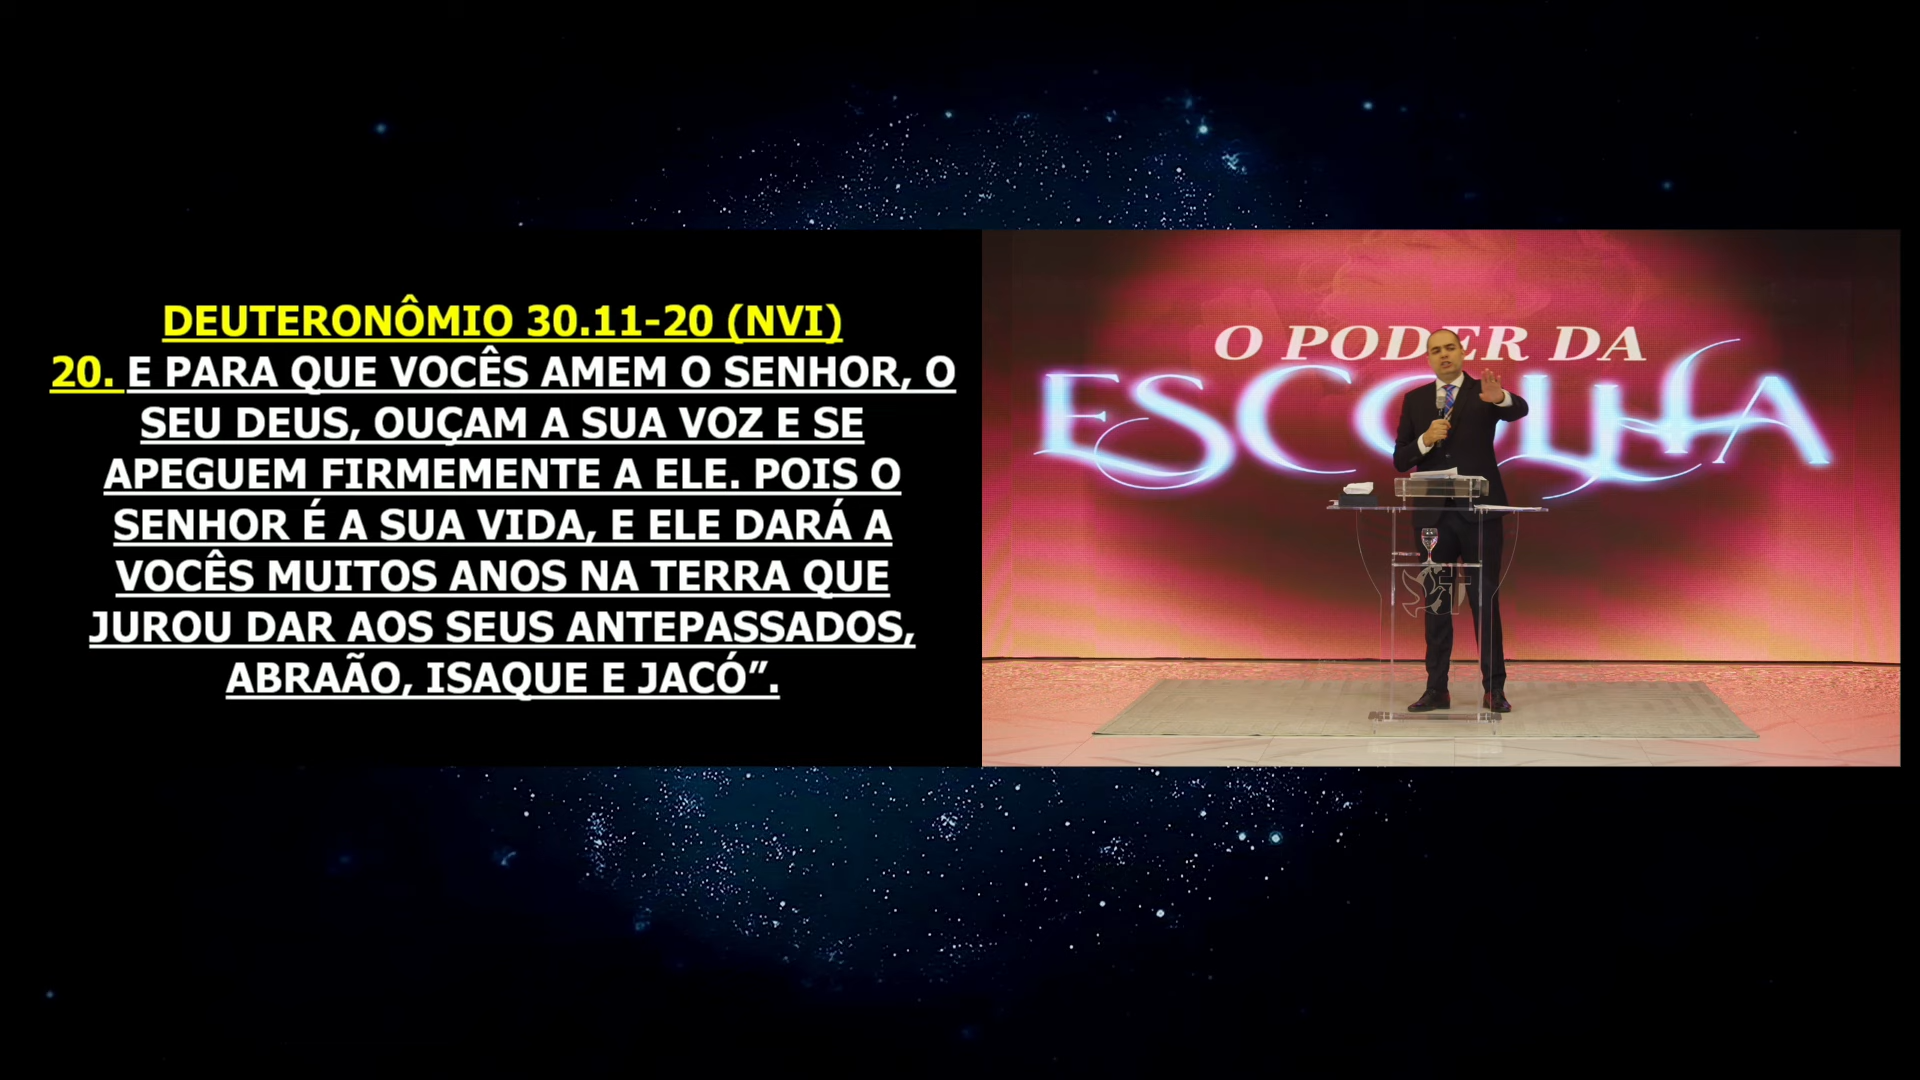 DEUTERONÔMIO 30.11-20 (NVI)
20. E PARA QUE VOCÊS AMEM O SENHOR, O
SEU DEUS, OUÇAM A SUA VOZ E SE
APEGUEM FIRMEMENTE A ELE. POIS O
SENHOR É A SUA VIDA, E ELE DARÁ A
VOCÊS MUITOS ANOS NA TERRA QUE
JUROU DAR AOS SEUS ANTEPASSADOS,
ABRAÃO, ISAQUE E JACÓ”.
O PODER DA
ESCOLHA